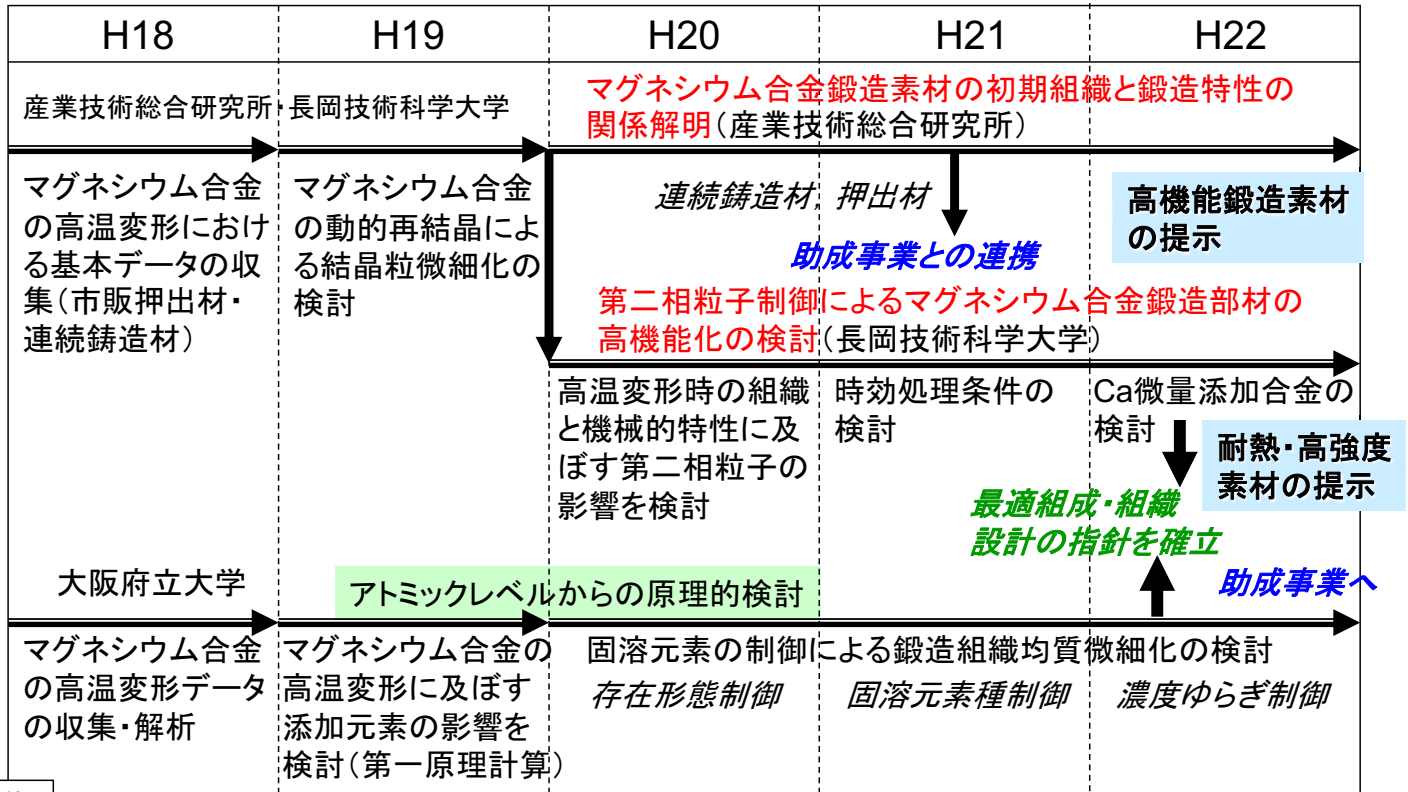 H18
H19
H20
H21
H22
産業技術総合研究所・長岡技術科学大学
マグネシウム合金鍛造素材の初期組織と鍛造特性の
関係解明(産業技術総合研究所)
マグネシウム合金
の高温変形におけ
る基本データの収
集(市販押出材・
連続鋳造材)
マグネシウム合金
の動的再結晶によ
る結晶粒微細化の
検討
連続鋳造材, 押出材
助成事業との連携
高機能鍛造素材
の提示
第二相粒子制御によるマグネシウム合金鍛造部材の
高機能化の検討(長岡技術科学大学)
高温変形時の組織
と機械的特性に及
ぼす第二相粒子の
影響を検討
時効処理条件の
検討
Ca微量添加合金の
検討
耐熱・高強度
素材の提示
最適組成・組織
設計の指針を確立
助成事業へ
大阪府立大学
アトミックレベルからの原理的検討
マグネシウム合金
の高温変形データ
の収集・解析
マグネシウム合金の
高温変形に及ぼす
添加元素の影響を
検討(第一原理計算)
固溶元素の制御による鍛造組織均質微細化の検討
存在形態制御
固溶元素種制御
濃度ゆらぎ制御